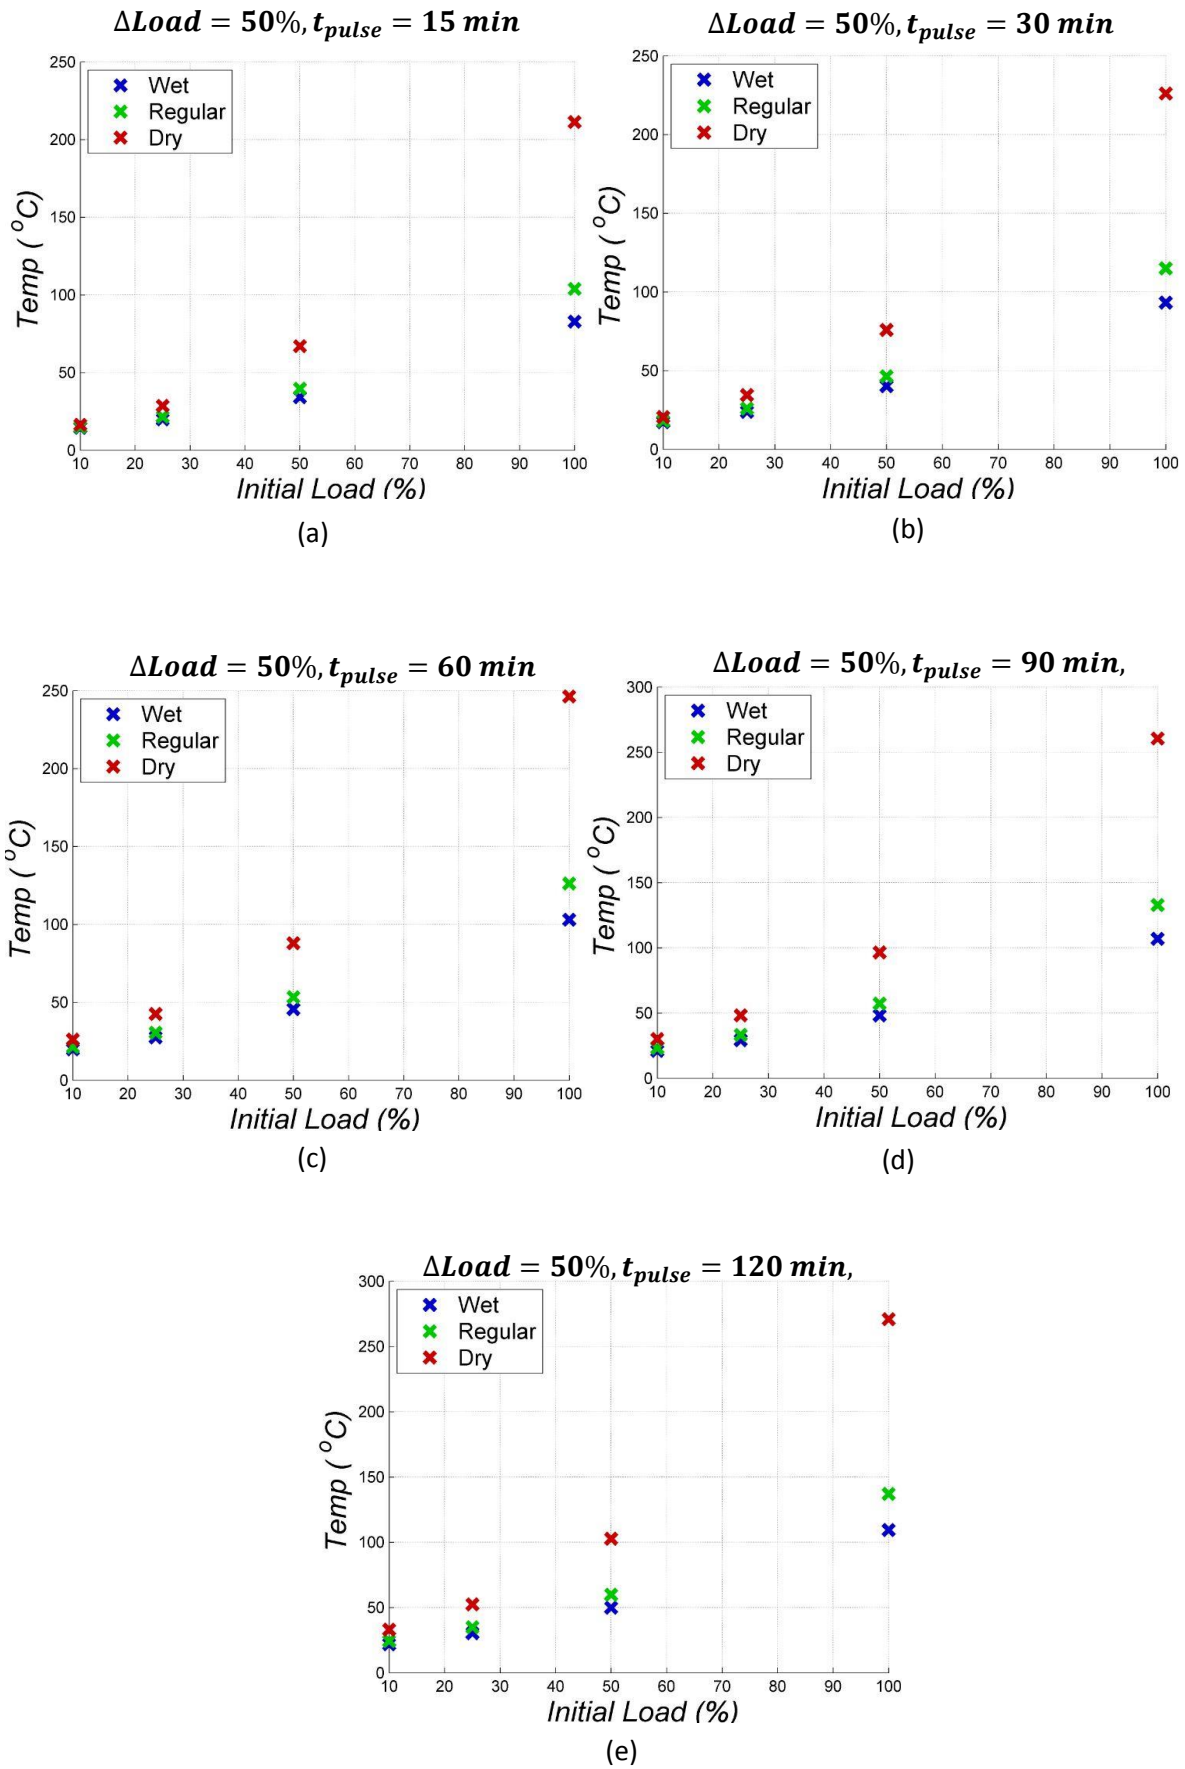 ΔLoad = 50%, t_pulse = 15 min
250
200
150
100
50
0
Wet
Regular
Dry
Temp ( °C)
10 20 30 40 50 60 70 80 90 100
Initial Load (%)
(a)
ΔLoad = 50%, t_pulse = 30 min
250
200
150
100
50
0
Wet
Regular
Dry
Temp ( °C)
10 20 30 40 50 60 70 80 90 100
Initial Load (%)
(b)
ΔLoad = 50%, t_pulse = 60 min
250
200
150
100
50
0
Wet
Regular
Dry
Temp ( °C)
10 20 30 40 50 60 70 80 90 100
Initial Load (%)
(c)
ΔLoad = 50%, t_pulse = 90 min,
300
250
200
150
100
50
0
Wet
Regular
Dry
Temp ( °C)
10 20 30 40 50 60 70 80 90 100
Initial Load (%)
(d)
ΔLoad = 50%, t_pulse = 120 min,
300
250
200
150
100
50
0
Wet
Regular
Dry
Temp ( °C)
10 20 30 40 50 60 70 80 90 100
Initial Load (%)
(e)